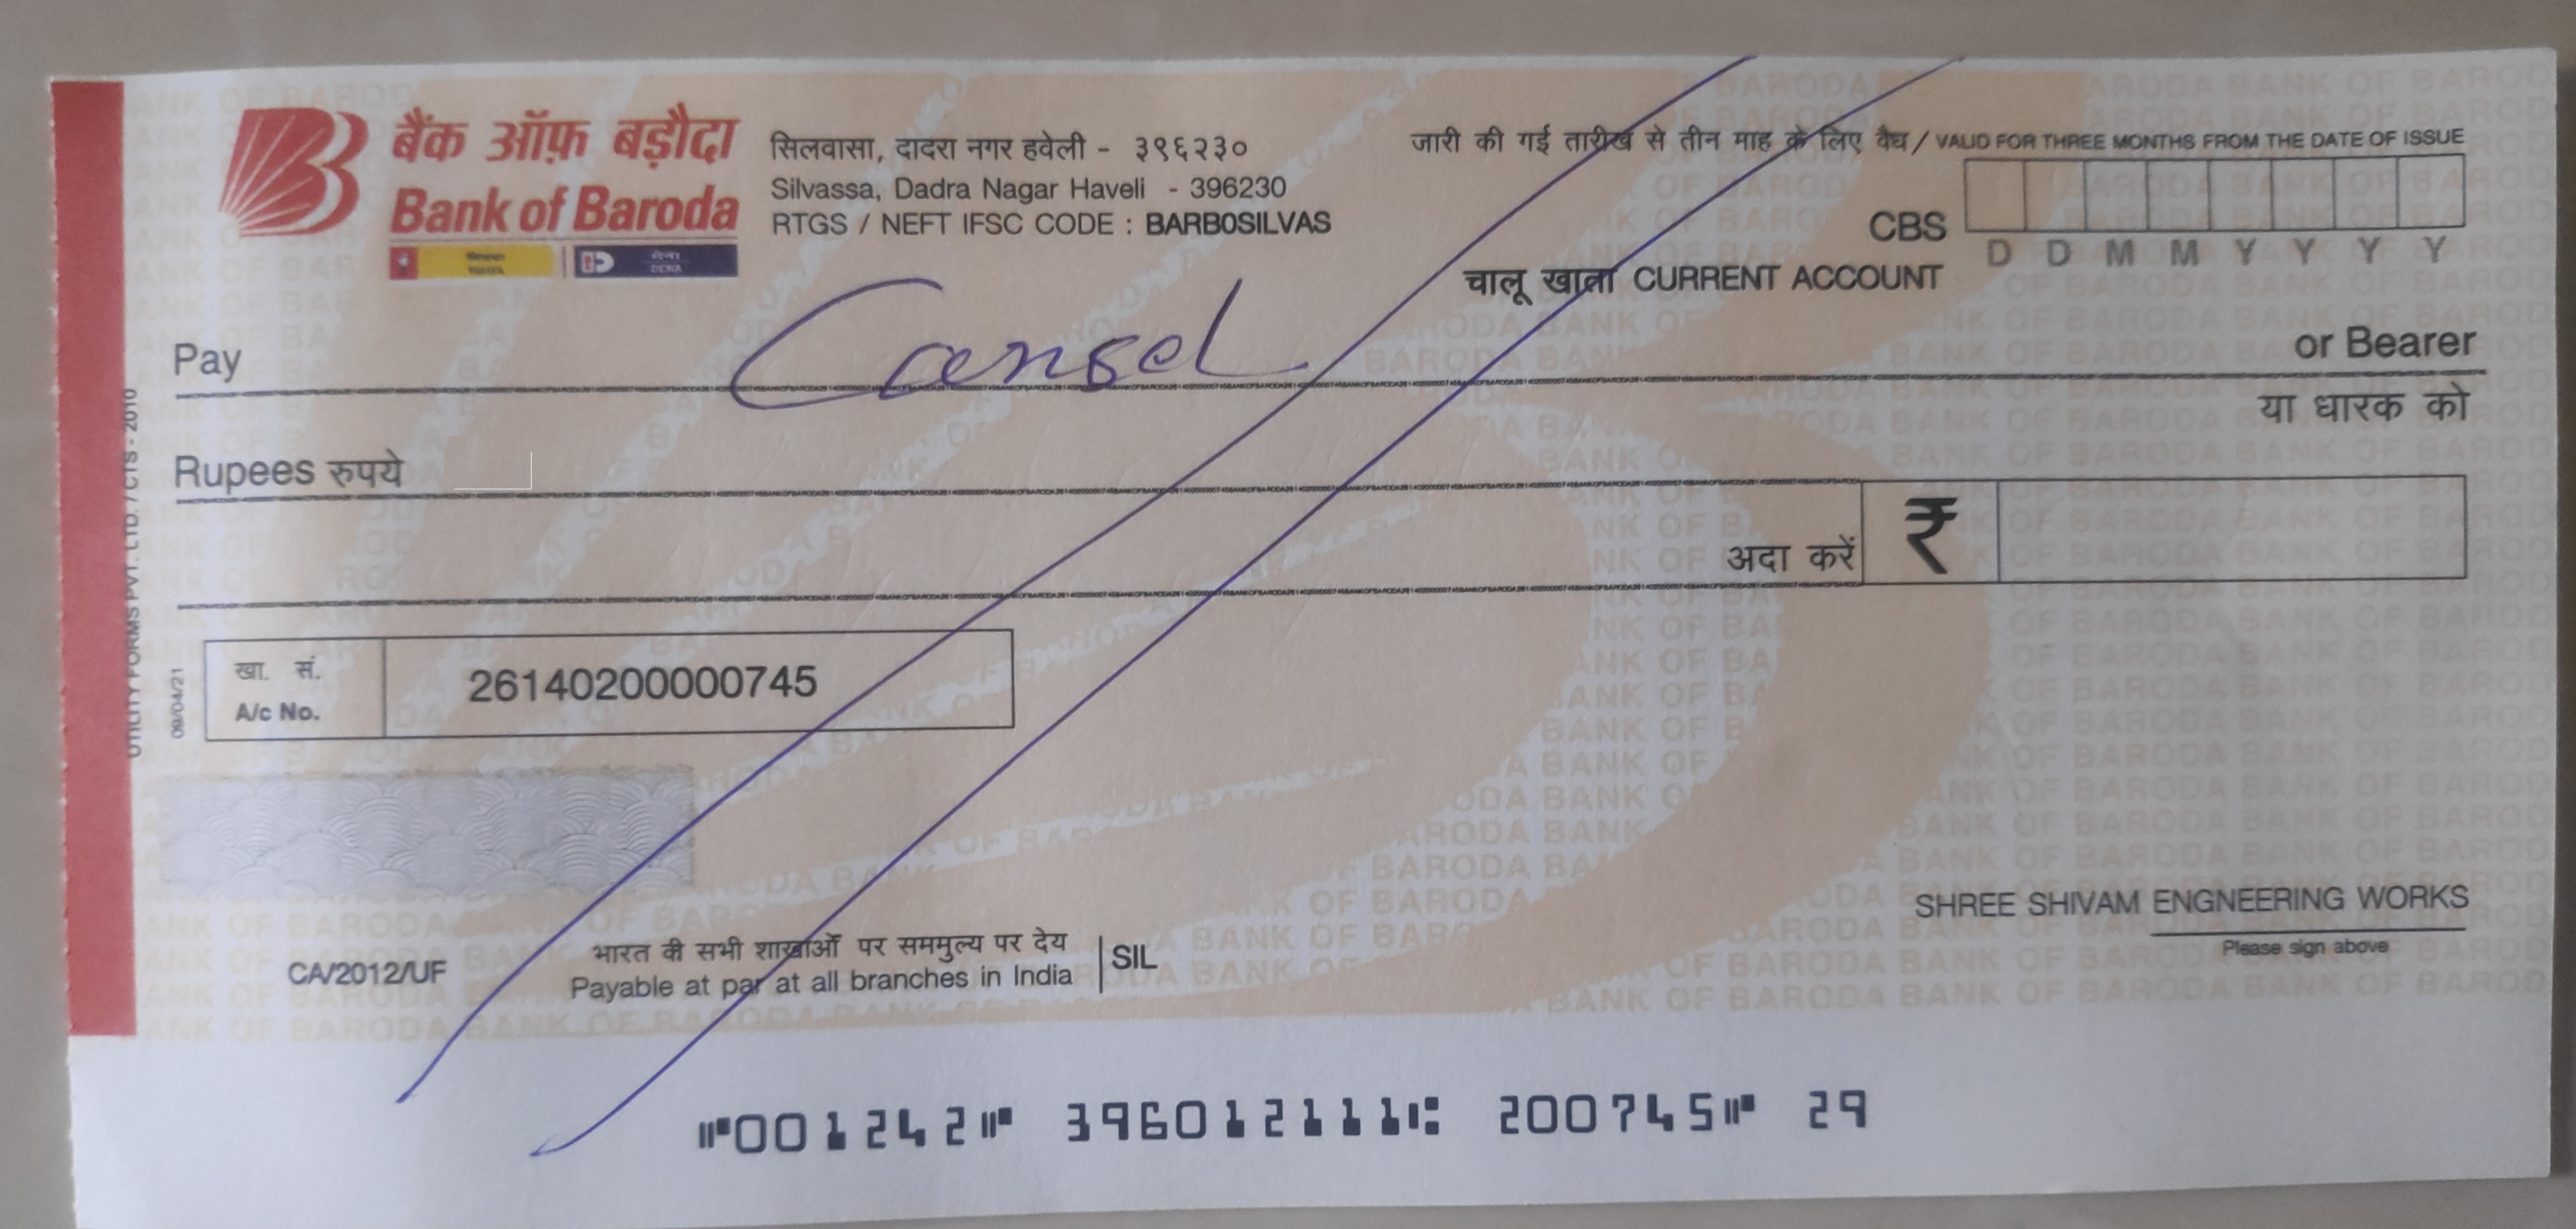 बैंक ऑफ़ बड़ौदा
Bank of Baroda
विजया
VIJAYA
देना
DENA
सिलवासा, दादरा नगर हवेली - ३९६२३०
Silvassa, Dadra Nagar Haveli - 396230
RTGS / NEFT IFSC CODE : BARB0SILVAS
जारी की गई तारीख से तीन माह के लिए वैध / VALID FOR THREE MONTHS FROM THE DATE OF ISSUE
CBS
D D M M Y Y Y Y
चालू खाता CURRENT ACCOUNT
Cansel
Pay
or Bearer
या धारक को
Rupees रुपये
अदा करें ₹
खा. सं.
A/c No.
26140200000745
UTILITY FORMS PVT. LTD. / CTS - 2010
09/04/21
SHREE SHIVAM ENGNEERING WORKS
Please sign above
CA/2012/UF
भारत की सभी शाखाओं पर सममुल्य पर देय
Payable at par at all branches in India
SIL
⑈001242⑈ 396012111⑆ 200745⑈ 29